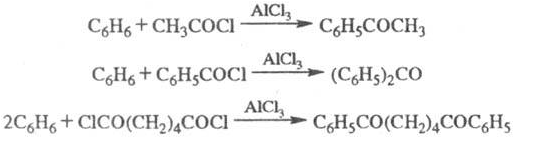 C₆H₆ + CH₃COCl —AlCl₃→ C₆H₅COCH₃
C₆H₆ + C₆H₅COCl —AlCl₃→ (C₆H₅)₂CO
2C₆H₆ + ClCO(CH₂)₄COCl —AlCl₃→ C₆H₅CO(CH₂)₄COC₆H₅